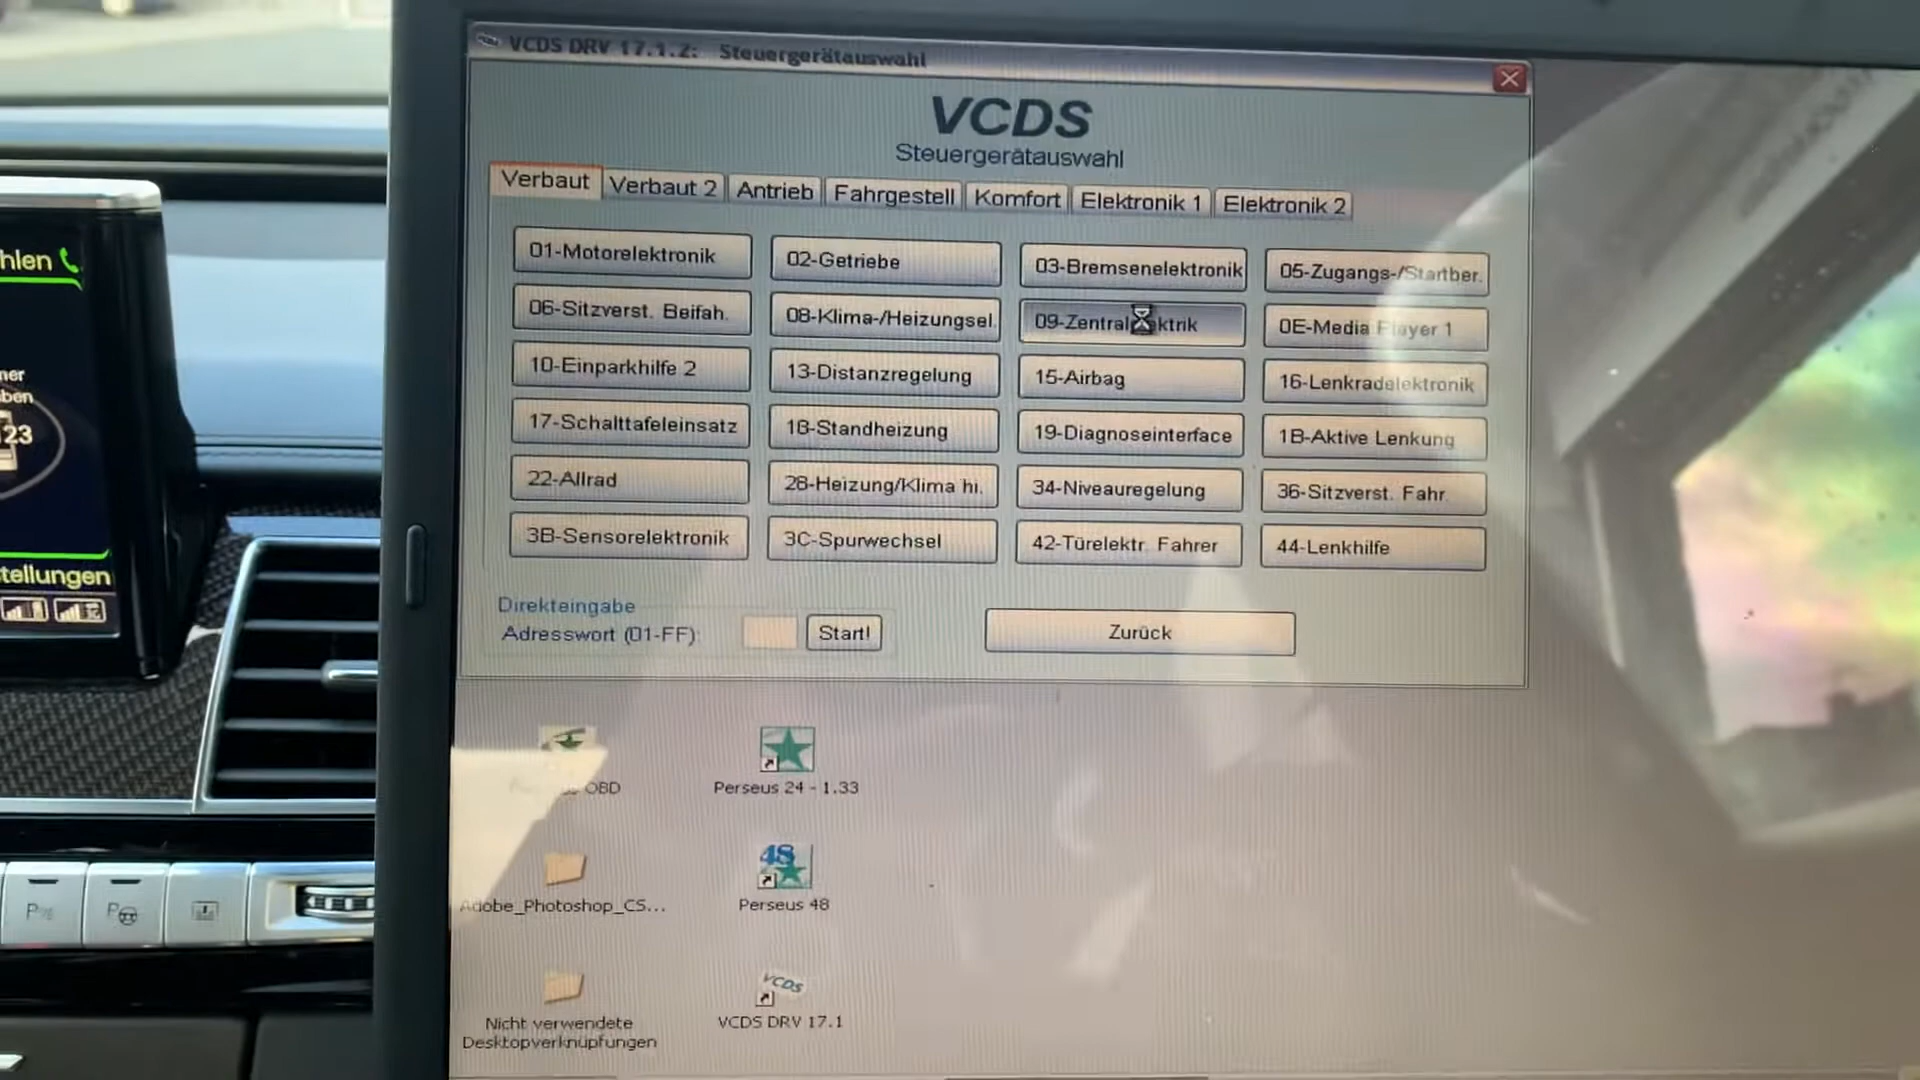 VCDS DRV 17.1.2: Steuergerätauswahl
VCDS
Steuergerätauswahl
Verbaut
Verbaut 2
Antrieb
Fahrgestell
Komfort
Elektronik 1
Elektronik 2
01-Motorelektronik
02-Getriebe
03-Bremsenelektronik
05-Zugangs-/Startber.
06-Sitzverst. Beifah.
08-Klima-/Heizungsel.
0E-Media Player 1
10-Einparkhilfe 2
13-Distanzregelung
15-Airbag
16-Lenkradelektronik
17-Schalttafeleinsatz
18-Standheizung
19-Diagnoseinterface
1B-Aktive Lenkung
22-Allrad
28-Heizung/Klima hi.
34-Niveauregelung
36-Sitzverst. Fahr.
3B-Sensorelektronik
3C-Spurwechsel
42-Türelektr. Fahrer
44-Lenkhilfe
Direkteingabe
Adresswort (01-FF):
Start!
Zurück
OBD
Perseus 24 - 1.33
Adobe_Photoshop_CS...
48
Perseus 48
Nicht verwendete
Desktopverknüpfungen
VCDS
VCDS DRV 17.1
hlen
ner
ben
23
tellungen
P
P